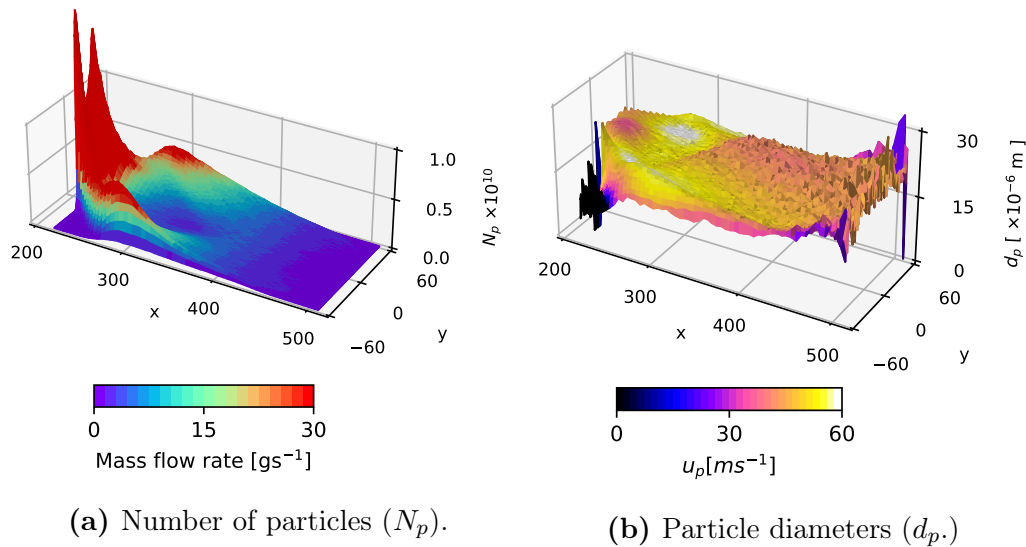 1.0
0.5
0.0
N_p ×10^10
200
300
400
500
x
60
0
−60
y
0 15 30
Mass flow rate [gs⁻¹]
(a) Number of particles (N_p).
30
15
0
d_p [ ×10⁻⁶ m ]
200
300
400
500
x
60
0
−60
y
0 30 60
u_p[ms⁻¹]
(b) Particle diameters (d_p.)